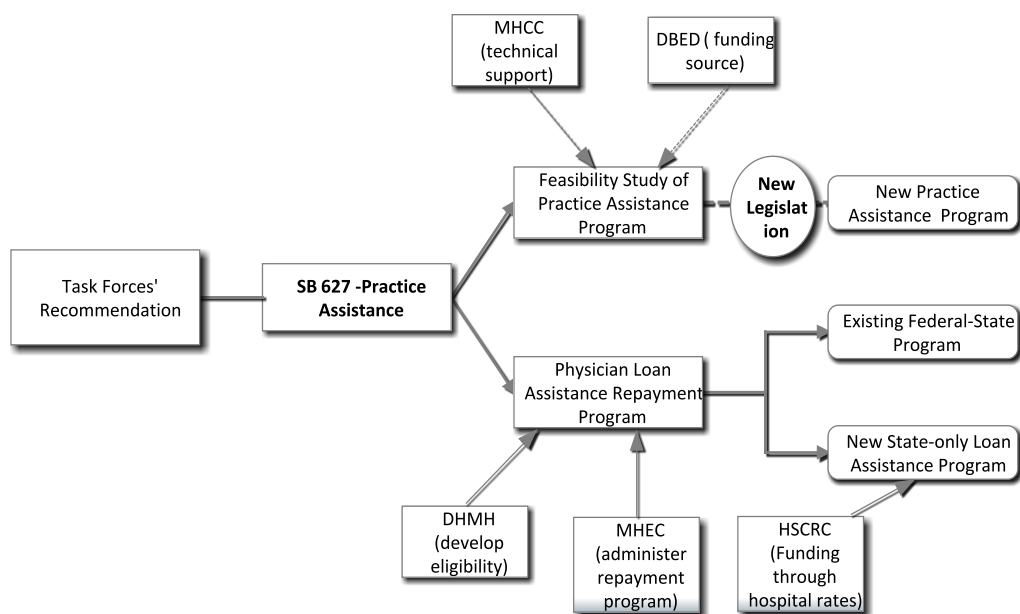 MHCC
(technical
support)
DBED ( funding
source)
Feasibility Study of
Practice Assistance
Program
New
Legislat
ion
New Practice
Assistance Program
Task Forces'
Recommendation
SB 627 -Practice
Assistance
Existing Federal-State
Program
Physician Loan
Assistance Repayment
Program
New State-only Loan
Assistance Program
DHMH
(develop
eligibility)
MHEC
(administer
repayment
program)
HSCRC
(Funding
through
hospital rates)